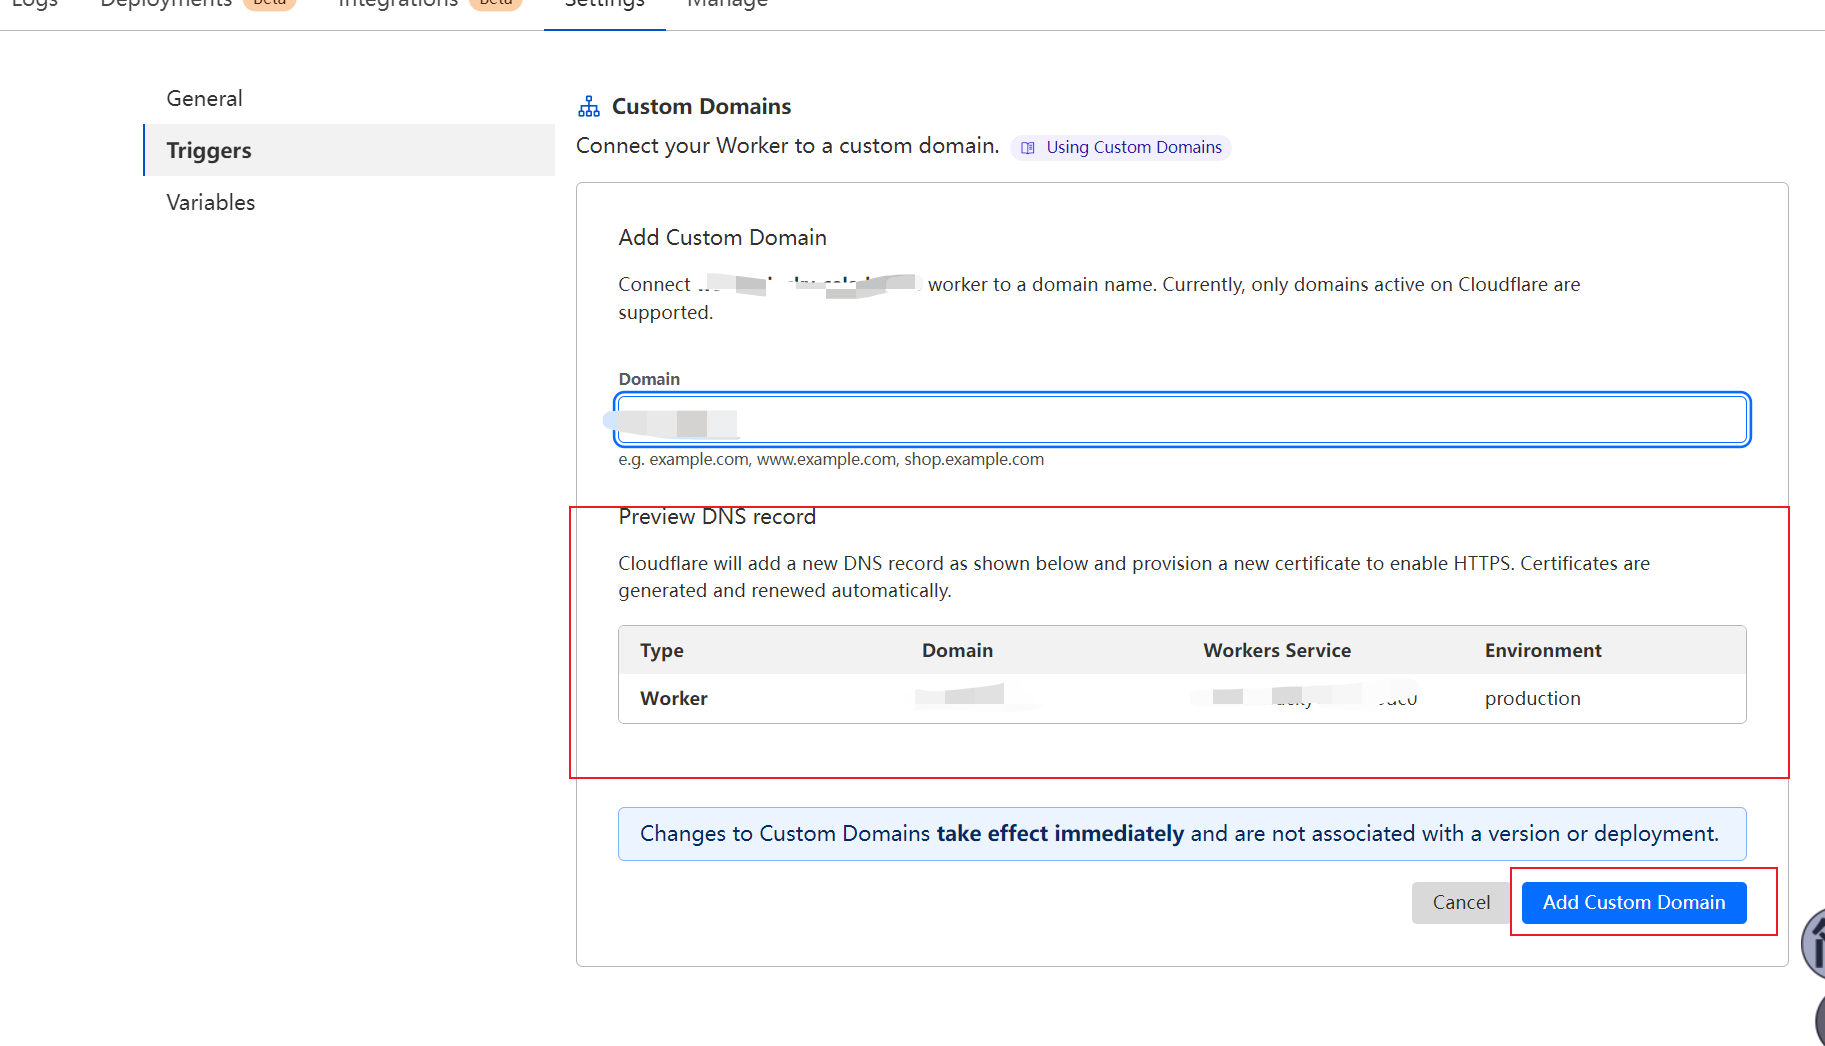 Logs Deployments Beta Integrations Beta Settings Manage
General
Triggers
Variables
Custom Domains
Connect your Worker to a custom domain. Using Custom Domains
Add Custom Domain
Connect worker to a domain name. Currently, only domains active on Cloudflare are
supported.
Domain
e.g. example.com, www.example.com, shop.example.com
Preview DNS record
Cloudflare will add a new DNS record as shown below and provision a new certificate to enable HTTPS. Certificates are
generated and renewed automatically.
Type Domain Workers Service Environment
Worker production
Changes to Custom Domains take effect immediately and are not associated with a version or deployment.
Cancel Add Custom Domain